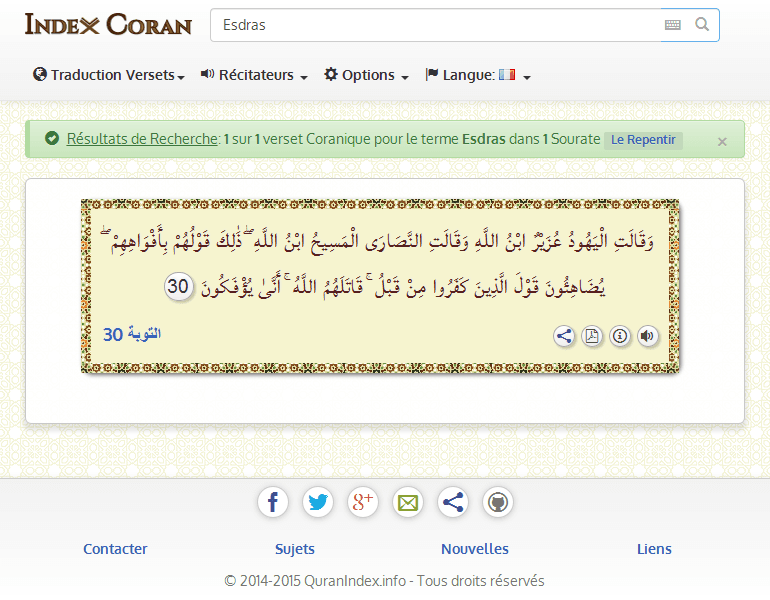 Index Coran
Esdras
Traduction Versets
Récitateurs
Options
Langue:
Résultats de Recherche: 1 sur 1 verset Coranique pour le terme Esdras dans 1 Sourate Le Repentir ×
وَقَالَتِ الْيَهُودُ عُزَيْرٌ ابْنُ اللَّهِ وَقَالَتِ النَّصَارَى الْمَسِيحُ ابْنُ اللَّهِ ۖ ذَٰلِكَ قَوْلُهُمْ بِأَفْوَاهِهِمْ ۖ
يُضَاهِئُونَ قَوْلَ الَّذِينَ كَفَرُوا مِنْ قَبْلُ ۚ قَاتَلَهُمُ اللَّهُ ۚ أَنَّىٰ يُؤْفَكُونَ 30
التوبة 30
Contacter
Sujets
Nouvelles
Liens
© 2014-2015 QuranIndex.info - Tous droits réservés